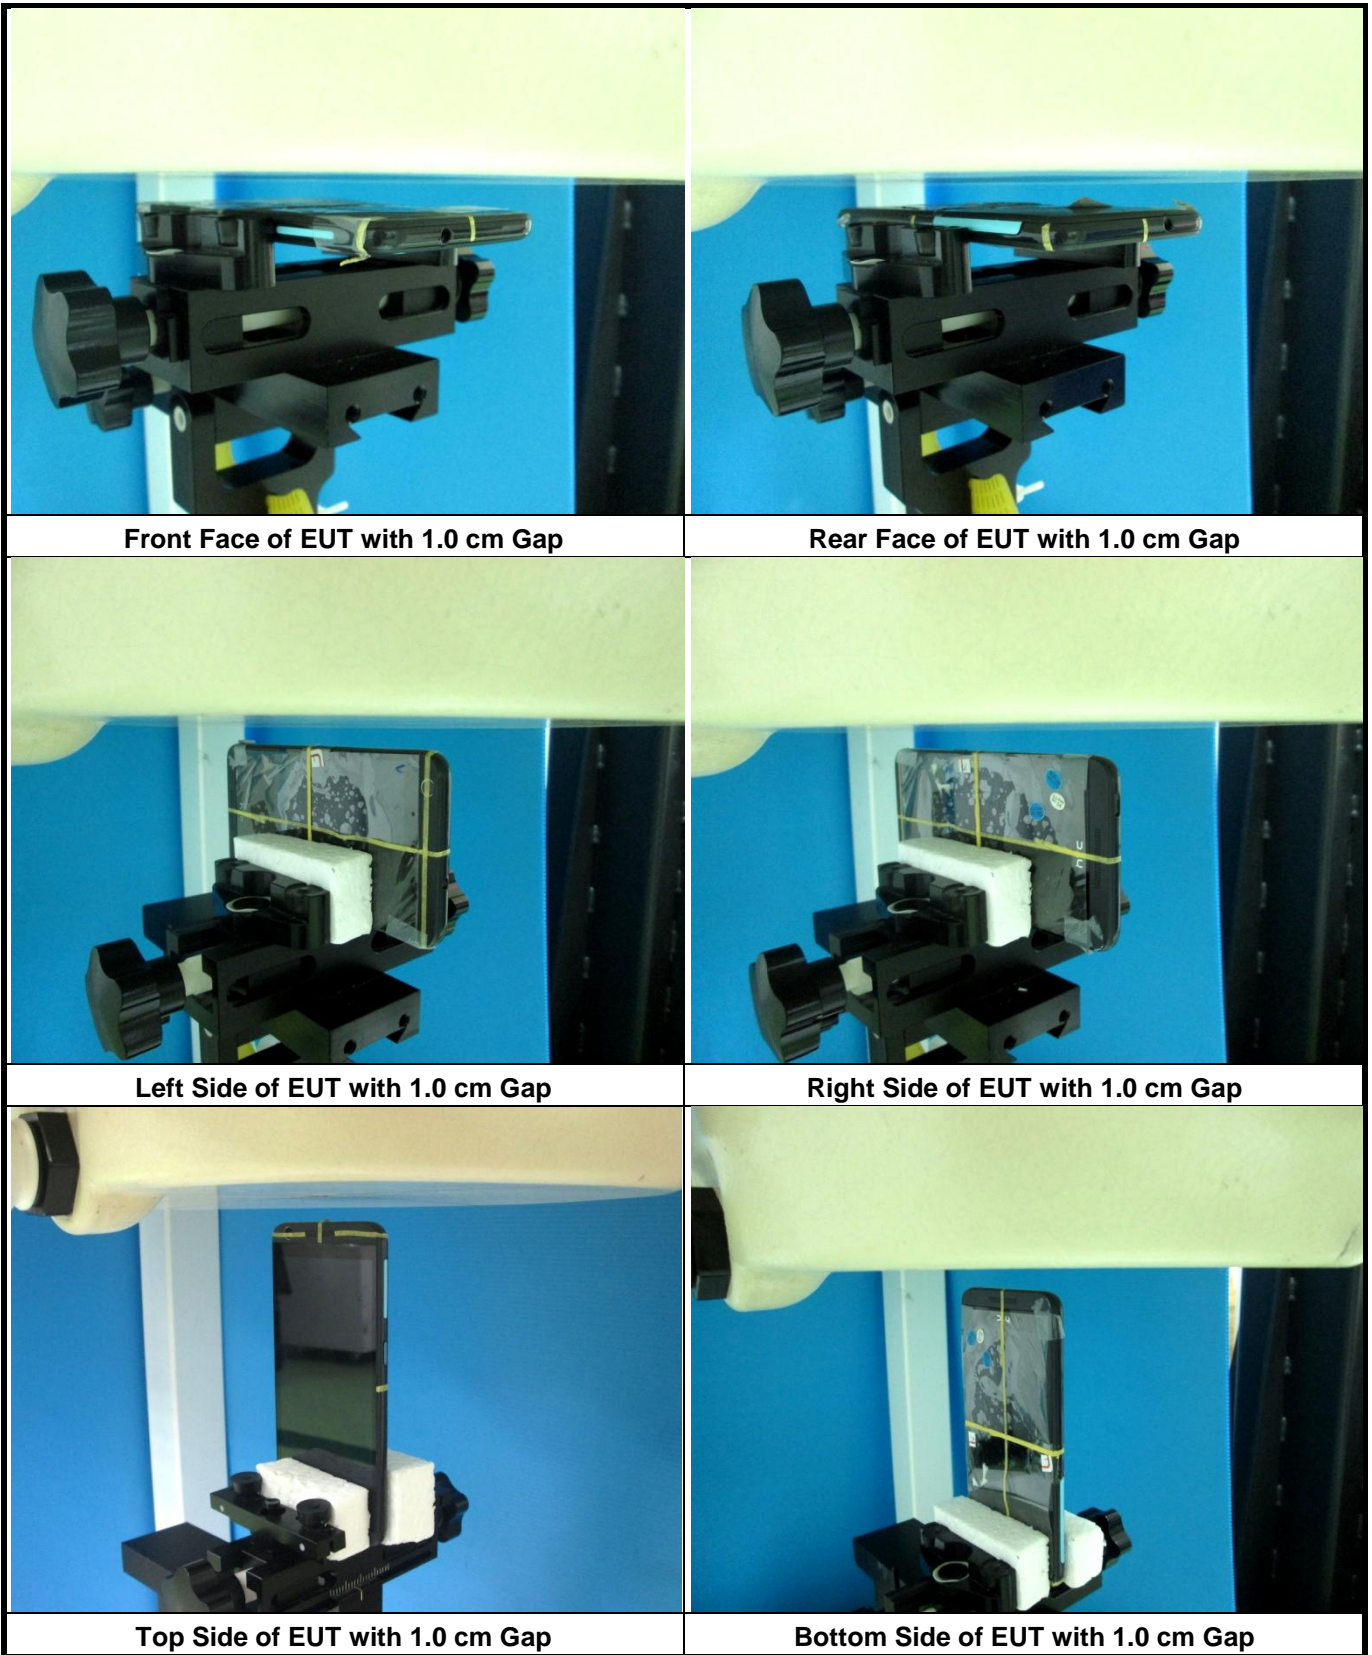 Front Face of EUT with 1.0 cm Gap
Rear Face of EUT with 1.0 cm Gap
Left Side of EUT with 1.0 cm Gap
Right Side of EUT with 1.0 cm Gap
Top Side of EUT with 1.0 cm Gap
Bottom Side of EUT with 1.0 cm Gap